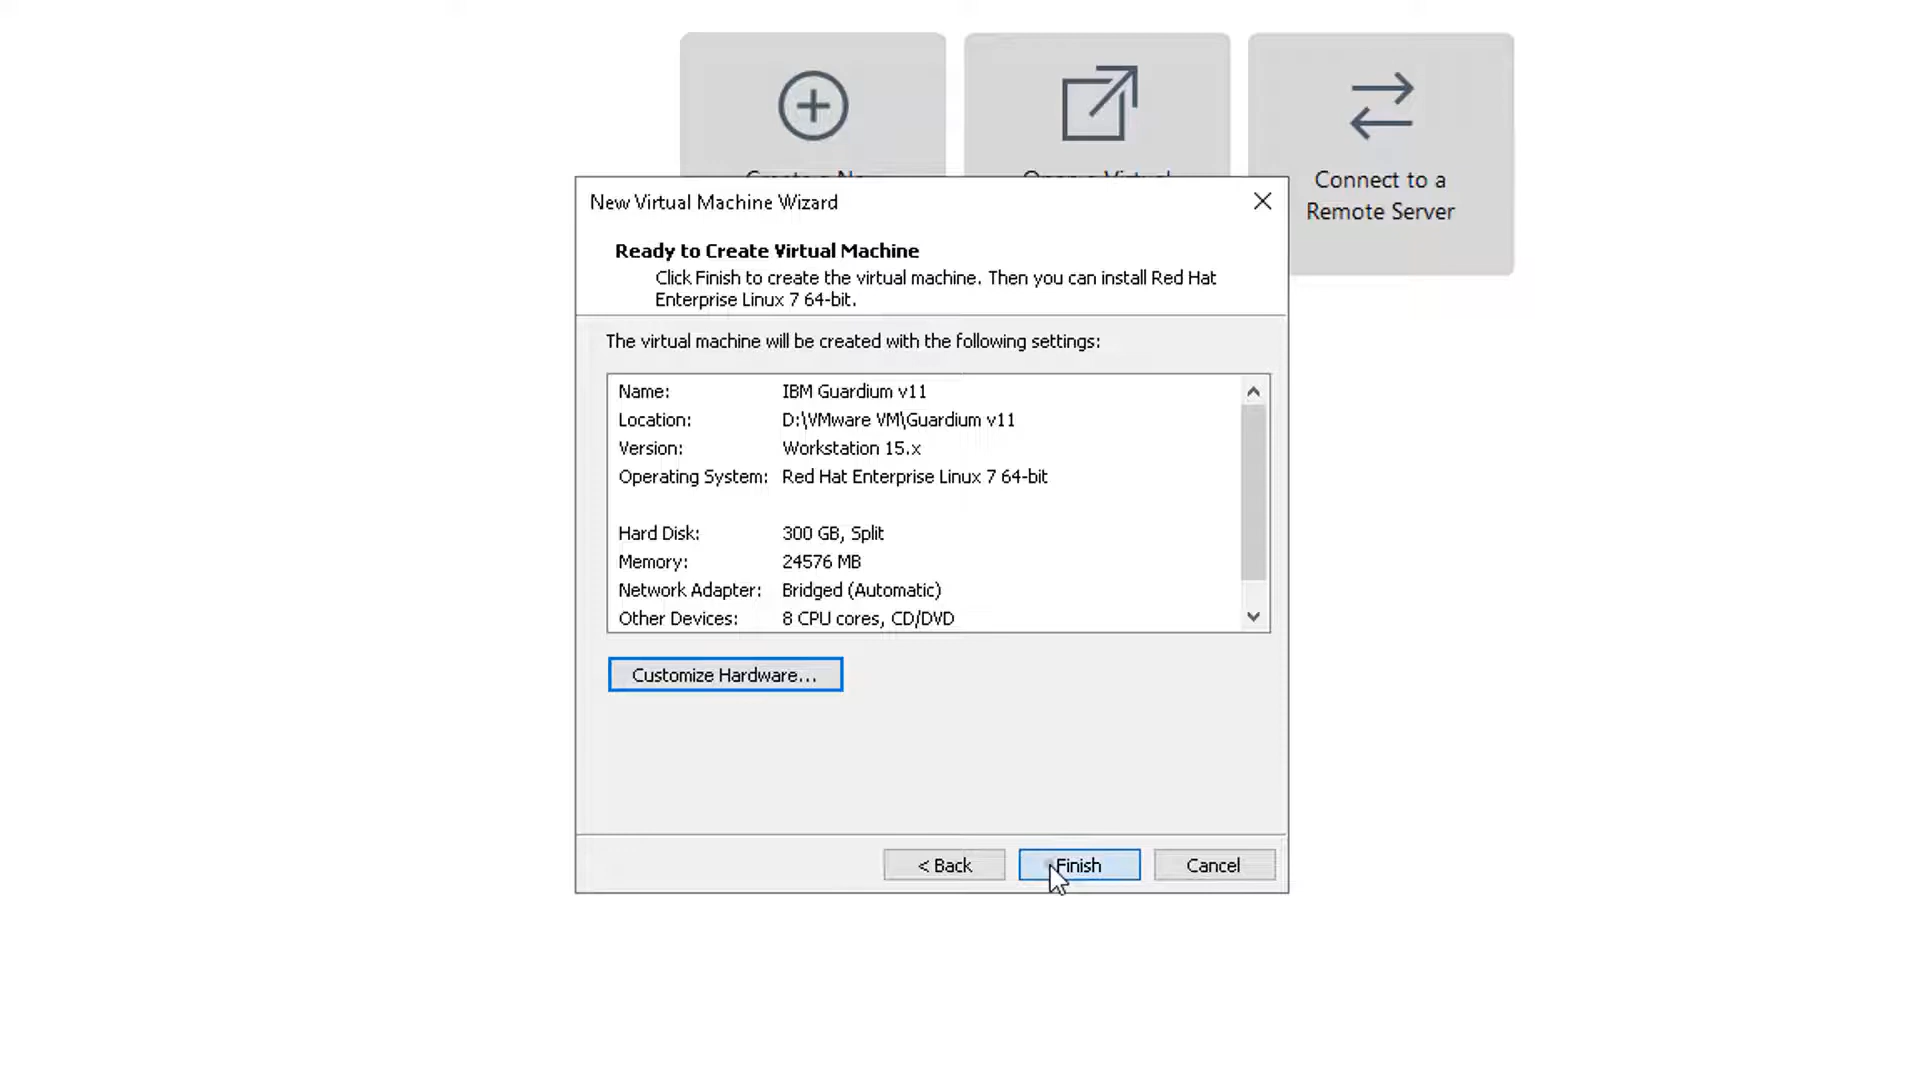 Connect to a
Remote Server
New Virtual Machine Wizard
Ready to Create Virtual Machine
Click Finish to create the virtual machine. Then you can install Red Hat
Enterprise Linux 7 64-bit.
The virtual machine will be created with the following settings:
Name: IBM Guardium v11
Location: D:\VMware VM\Guardium v11
Version: Workstation 15.x
Operating System: Red Hat Enterprise Linux 7 64-bit
Hard Disk: 300 GB, Split
Memory: 24576 MB
Network Adapter: Bridged (Automatic)
Other Devices: 8 CPU cores, CD/DVD
Customize Hardware...
< Back Finish Cancel